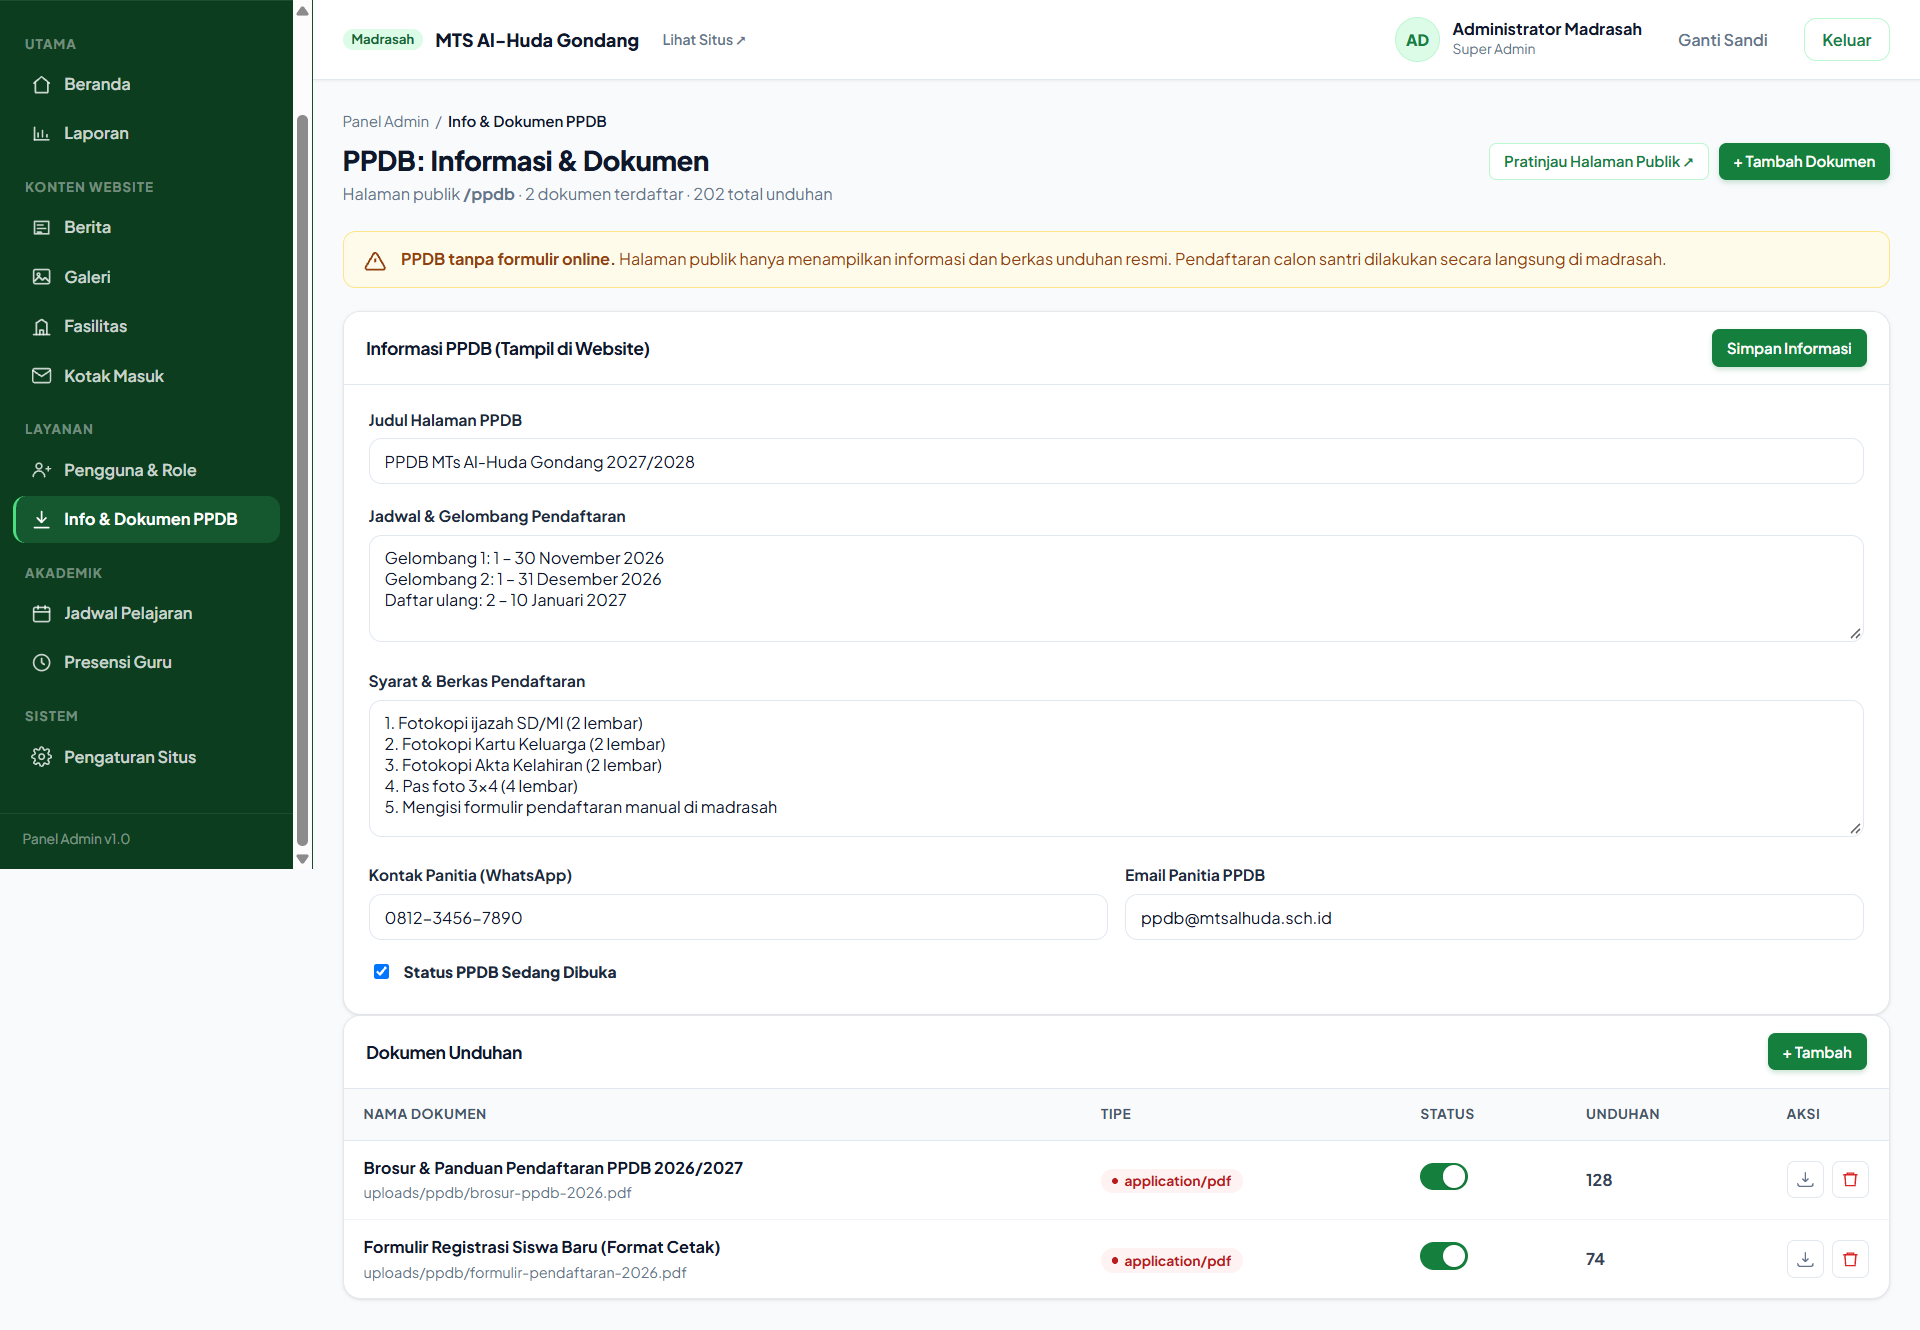 UTAMA
Beranda
Laporan
KONTEN WEBSITE
Berita
Galeri
Fasilitas
Kotak Masuk
LAYANAN
Pengguna & Role
Info & Dokumen PPDB
AKADEMIK
Jadwal Pelajaran
Presensi Guru
SISTEM
Pengaturan Situs
Panel Admin v1.0
Madrasah MTS Al-Huda Gondang Lihat Situs ↗
AD Administrator Madrasah
Super Admin
Ganti Sandi
Keluar
Panel Admin / Info & Dokumen PPDB
PPDB: Informasi & Dokumen
Halaman publik /ppdb · 2 dokumen terdaftar · 202 total unduhan
Pratinjau Halaman Publik ↗
+ Tambah Dokumen
PPDB tanpa formulir online. Halaman publik hanya menampilkan informasi dan berkas unduhan resmi. Pendaftaran calon santri dilakukan secara langsung di madrasah.
Informasi PPDB (Tampil di Website)
Simpan Informasi
Judul Halaman PPDB
PPDB MTs Al-Huda Gondang 2027/2028
Jadwal & Gelombang Pendaftaran
Gelombang 1: 1 – 30 November 2026
Gelombang 2: 1 – 31 Desember 2026
Daftar ulang: 2 – 10 Januari 2027
Syarat & Berkas Pendaftaran
1. Fotokopi ijazah SD/MI (2 lembar)
2. Fotokopi Kartu Keluarga (2 lembar)
3. Fotokopi Akta Kelahiran (2 lembar)
4. Pas foto 3×4 (4 lembar)
5. Mengisi formulir pendaftaran manual di madrasah
Kontak Panitia (WhatsApp)
0812-3456-7890
Email Panitia PPDB
ppdb@mtsalhuda.sch.id
Status PPDB Sedang Dibuka
Dokumen Unduhan
+ Tambah
NAMA DOKUMEN TIPE STATUS UNDUHAN AKSI
Brosur & Panduan Pendaftaran PPDB 2026/2027
uploads/ppdb/brosur-ppdb-2026.pdf
application/pdf
128
Formulir Registrasi Siswa Baru (Format Cetak)
uploads/ppdb/formulir-pendaftaran-2026.pdf
application/pdf
74